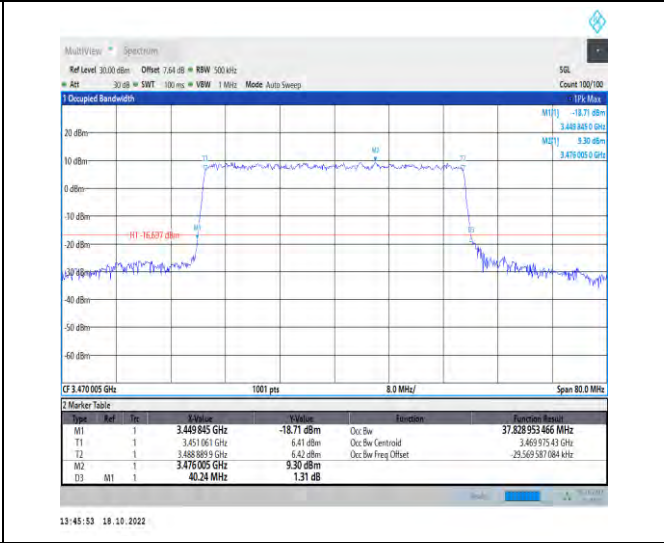 MultiView Spectrum
Ref Level 30.00 dBm Offset 7.64 dB RBW 500 kHz SGL
Att 30 dB SWT 100 ms VBW 1 MHz Mode Auto Sweep Count 100/100
1 Occupied Bandwidth 1Pk Max
M1[1] -18.71 dBm
3.449 845 0 GHz
M2[1] 9.30 dBm
3.476 005 0 GHz
20 dBm
10 dBm
0 dBm
-10 dBm
H1 -16.697 dBm
-20 dBm
-30 dBm
-40 dBm
-50 dBm
-60 dBm
T1 M2 T2
M1 D3
CF 3.470 005 GHz 1001 pts 8.0 MHz/ Span 80.0 MHz
2 Marker Table
Type Ref Trc X-Value Y-Value Function Function Result
M1 1 3.449 845 GHz -18.71 dBm Occ Bw 37.828 953 466 MHz
T1 1 3.451 061 GHz 6.41 dBm Occ Bw Centroid 3.469 975 43 GHz
T2 1 3.488 889 9 GHz 6.42 dBm Occ Bw Freq Offset -29.569 587 084 kHz
M2 1 3.476 005 GHz 9.30 dBm
D3 M1 1 40.24 MHz 1.31 dB
13:45:53 18.10.2022